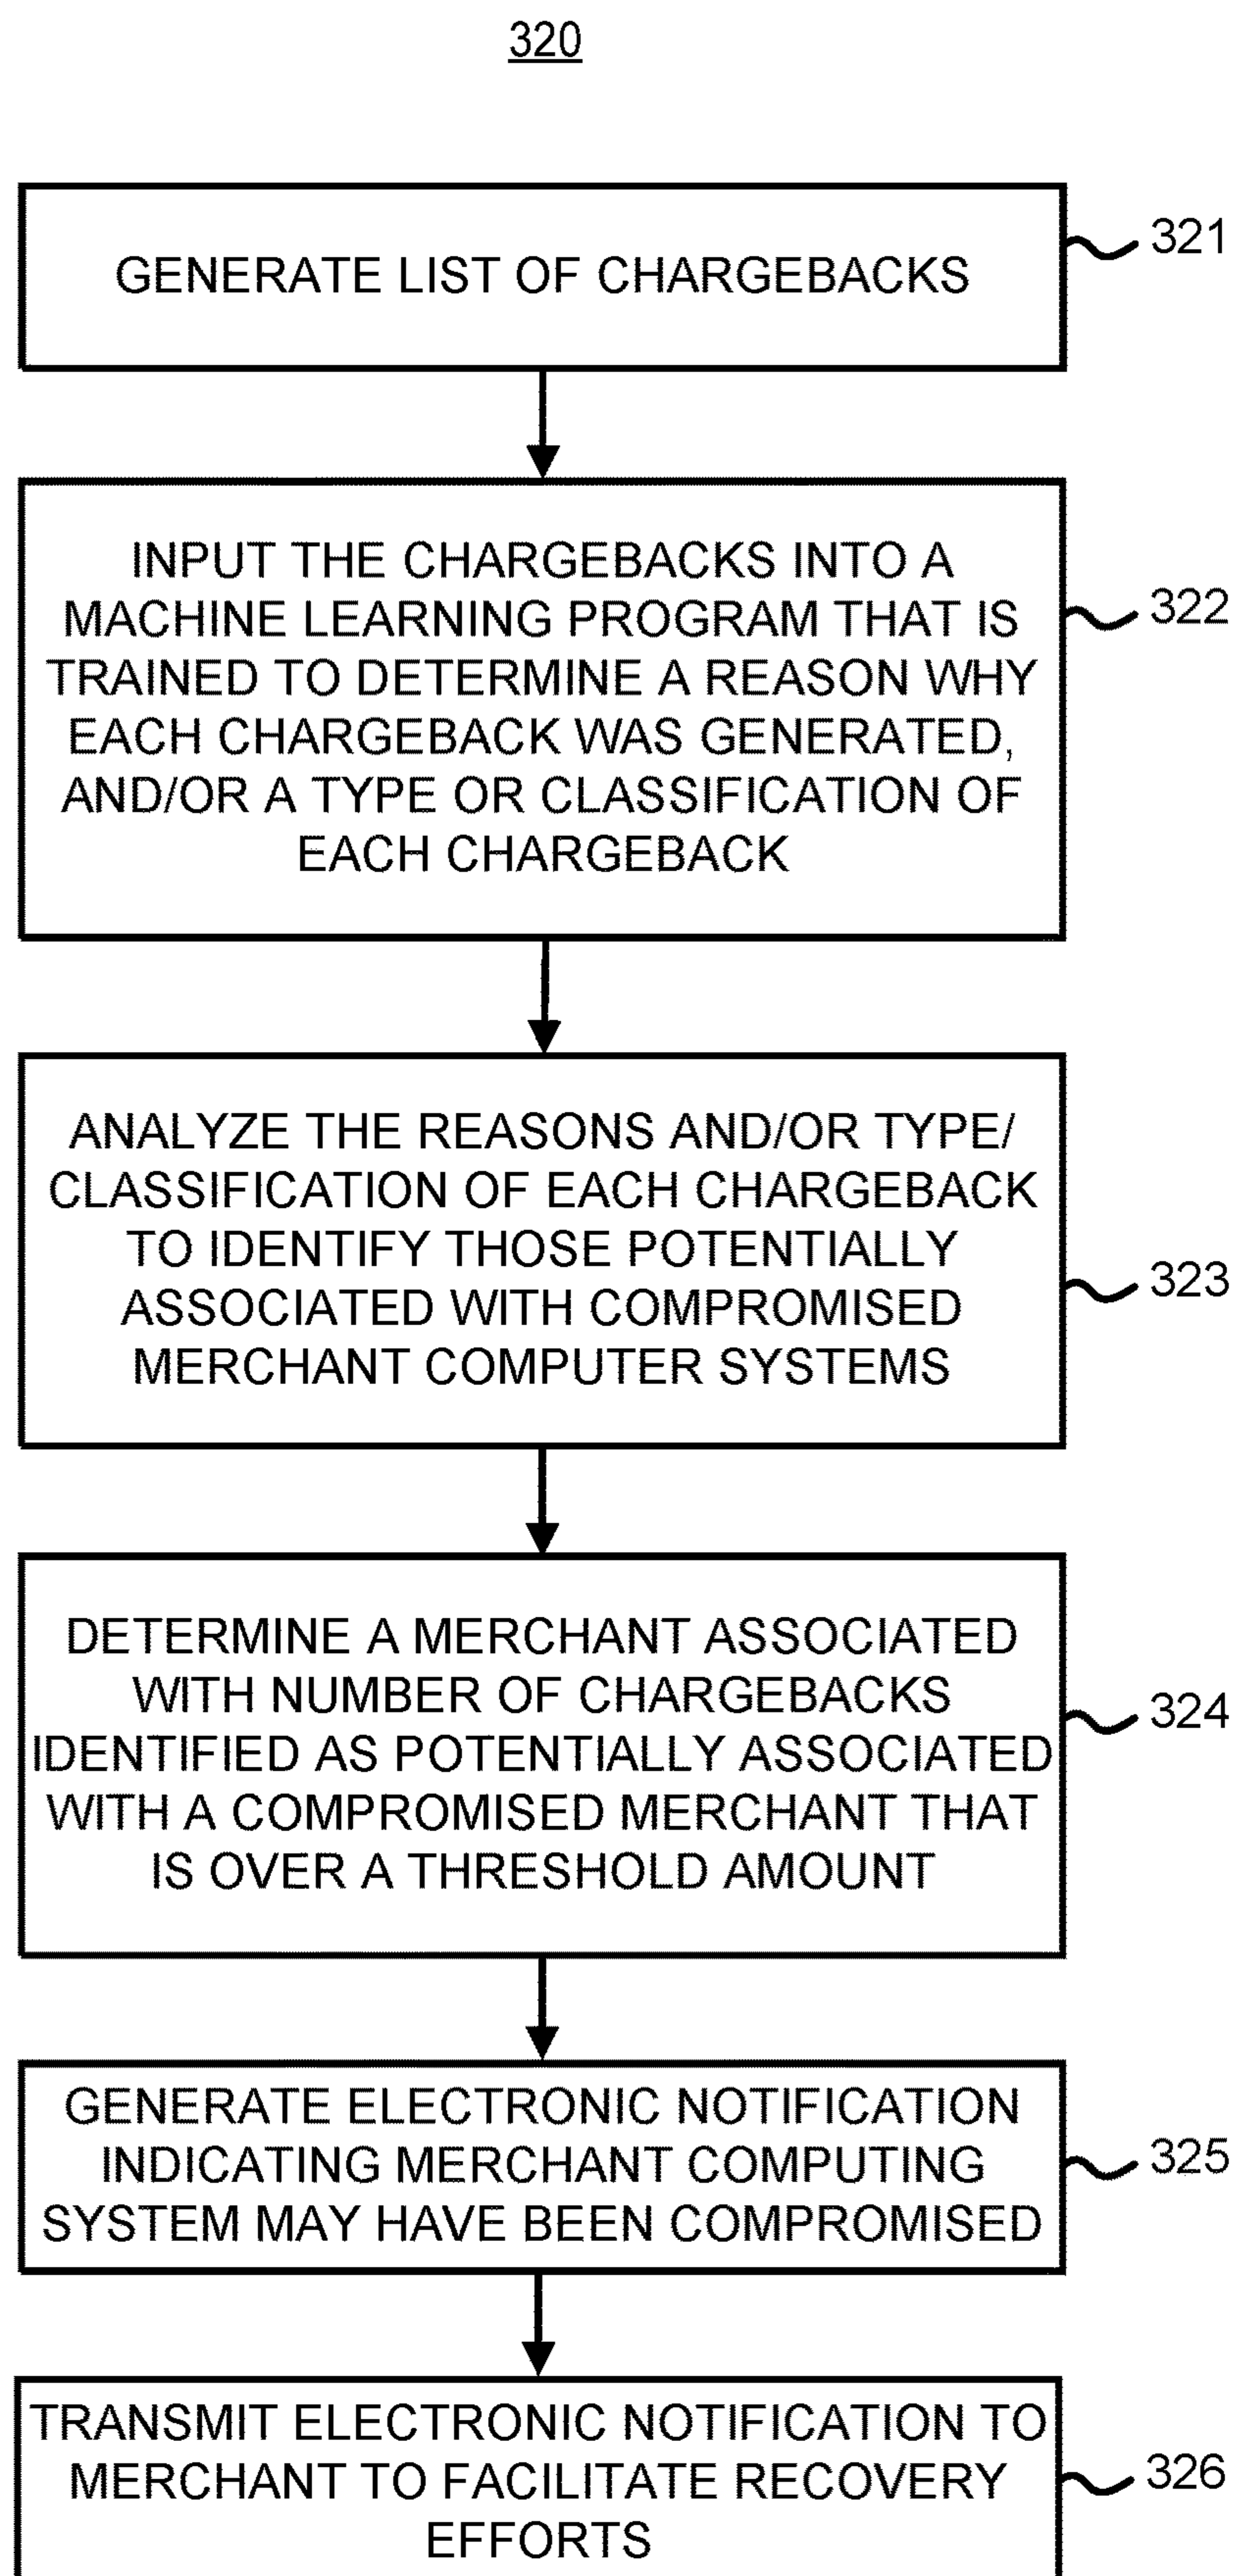 320
GENERATE LIST OF CHARGEBACKS
321
INPUT THE CHARGEBACKS INTO A
MACHINE LEARNING PROGRAM THAT IS
TRAINED TO DETERMINE A REASON WHY
EACH CHARGEBACK WAS GENERATED,
AND/OR A TYPE OR CLASSIFICATION OF
EACH CHARGEBACK
322
ANALYZE THE REASONS AND/OR TYPE/
CLASSIFICATION OF EACH CHARGEBACK
TO IDENTIFY THOSE POTENTIALLY
ASSOCIATED WITH COMPROMISED
MERCHANT COMPUTER SYSTEMS
323
DETERMINE A MERCHANT ASSOCIATED
WITH NUMBER OF CHARGEBACKS
IDENTIFIED AS POTENTIALLY ASSOCIATED
WITH A COMPROMISED MERCHANT THAT
IS OVER A THRESHOLD AMOUNT
324
GENERATE ELECTRONIC NOTIFICATION
INDICATING MERCHANT COMPUTING
SYSTEM MAY HAVE BEEN COMPROMISED
325
TRANSMIT ELECTRONIC NOTIFICATION TO
MERCHANT TO FACILITATE RECOVERY
EFFORTS
326